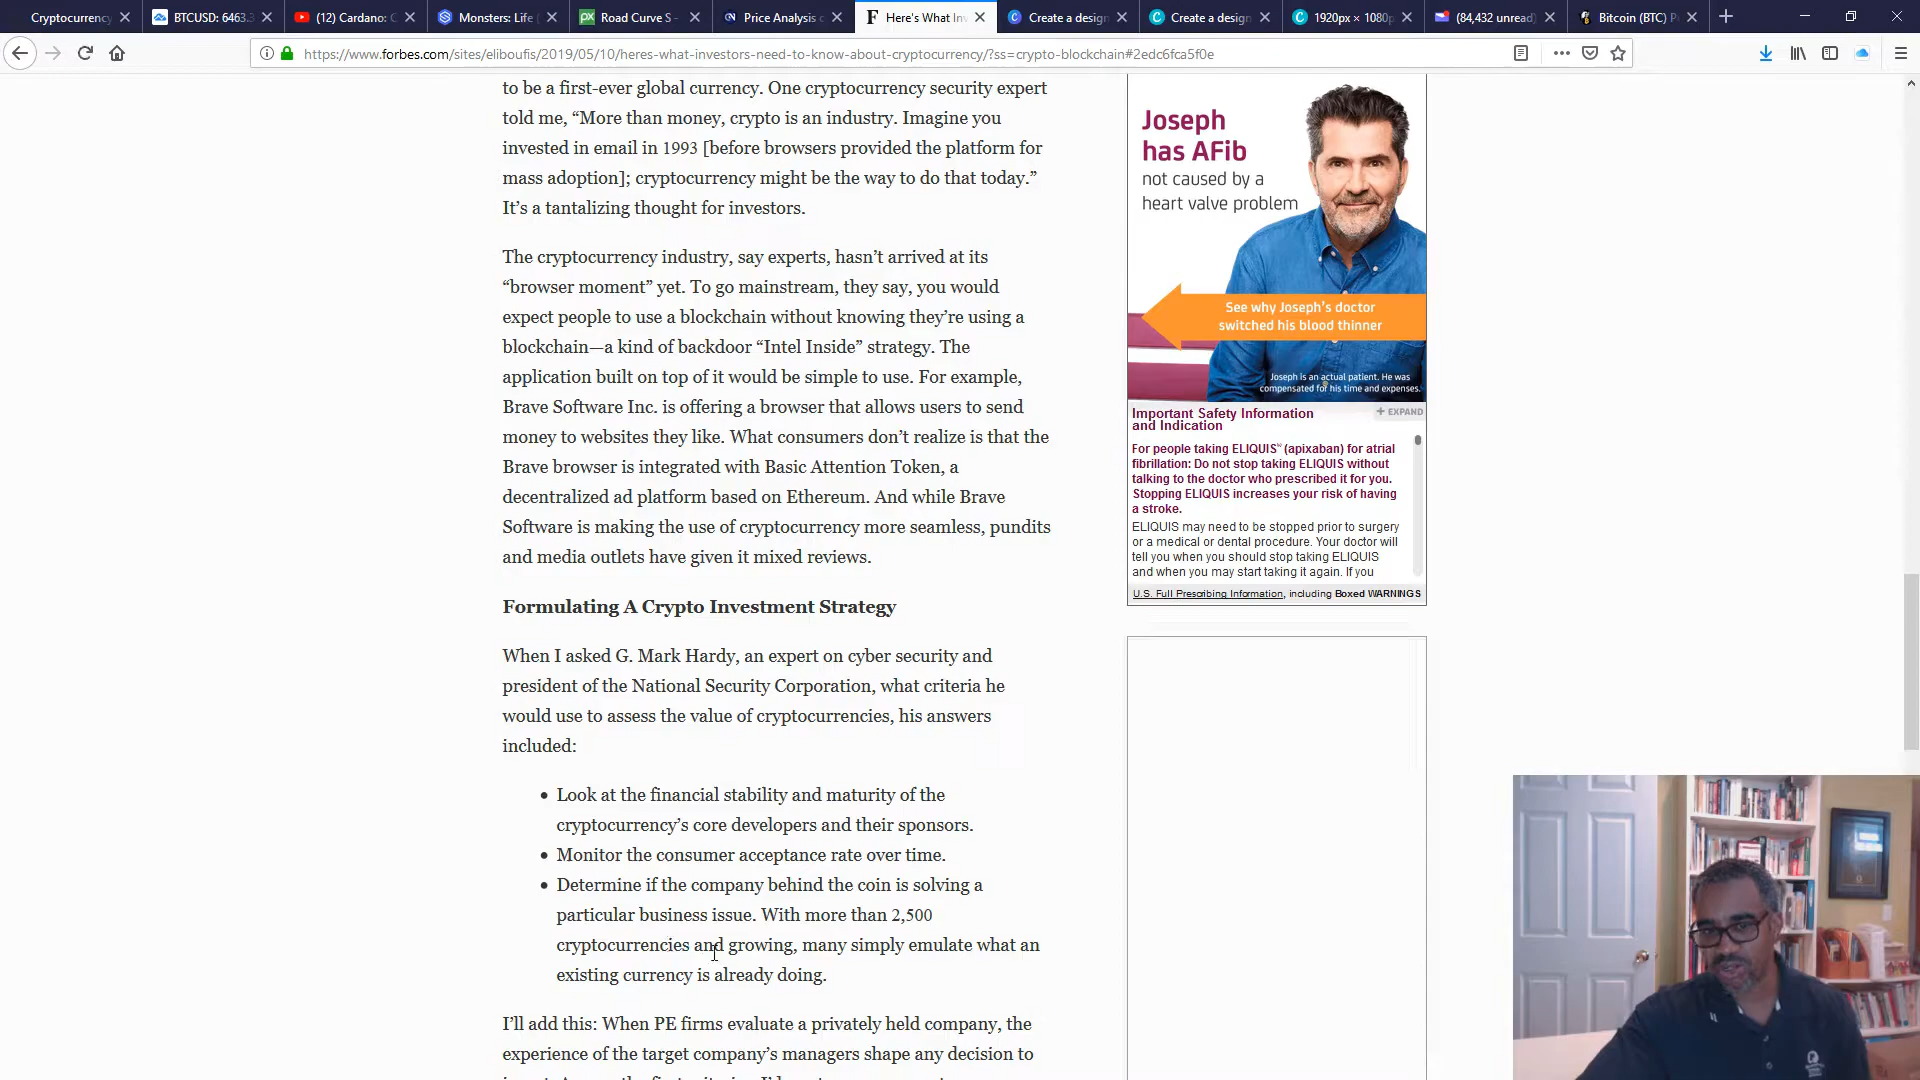 Cryptocurrency
BTCUSD: 6463.3
(12) Cardano: C
Monsters: Life (
Road Curve S -
Price Analysis o
Here's What Inv
Create a design
Create a design
1920px × 1080p
(84,432 unread)
Bitcoin (BTC) P
https://www.forbes.com/sites/eliboufis/2019/05/10/heres-what-investors-need-to-know-about-cryptocurrency/?ss=crypto-blockchain#2edc6fca5f0e
to be a first-ever global currency. One cryptocurrency security expert
told me, “More than money, crypto is an industry. Imagine you
invested in email in 1993 [before browsers provided the platform for
mass adoption]; cryptocurrency might be the way to do that today.”
It’s a tantalizing thought for investors.
The cryptocurrency industry, say experts, hasn’t arrived at its
“browser moment” yet. To go mainstream, they say, you would
expect people to use a blockchain without knowing they’re using a
blockchain—a kind of backdoor “Intel Inside” strategy. The
application built on top of it would be simple to use. For example,
Brave Software Inc. is offering a browser that allows users to send
money to websites they like. What consumers don’t realize is that the
Brave browser is integrated with Basic Attention Token, a
decentralized ad platform based on Ethereum. And while Brave
Software is making the use of cryptocurrency more seamless, pundits
and media outlets have given it mixed reviews.
Formulating A Crypto Investment Strategy
When I asked G. Mark Hardy, an expert on cyber security and
president of the National Security Corporation, what criteria he
would use to assess the value of cryptocurrencies, his answers
included:
• Look at the financial stability and maturity of the
cryptocurrency’s core developers and their sponsors.
• Monitor the consumer acceptance rate over time.
• Determine if the company behind the coin is solving a
particular business issue. With more than 2,500
cryptocurrencies and growing, many simply emulate what an
existing currency is already doing.
I’ll add this: When PE firms evaluate a privately held company, the
experience of the target company’s managers shape any decision to
Joseph
has AFib
not caused by a
heart valve problem
See why Joseph’s doctor
switched his blood thinner
Joseph is an actual patient. He was
compensated for his time and expenses.
Important Safety Information
and Indication
+ EXPAND
For people taking ELIQUIS® (apixaban) for atrial
fibrillation: Do not stop taking ELIQUIS without
talking to the doctor who prescribed it for you.
Stopping ELIQUIS increases your risk of having
a stroke.
ELIQUIS may need to be stopped prior to surgery
or a medical or dental procedure. Your doctor will
tell you when you should stop taking ELIQUIS
and when you may start taking it again. If you
U.S. Full Prescribing Information, including Boxed WARNINGS